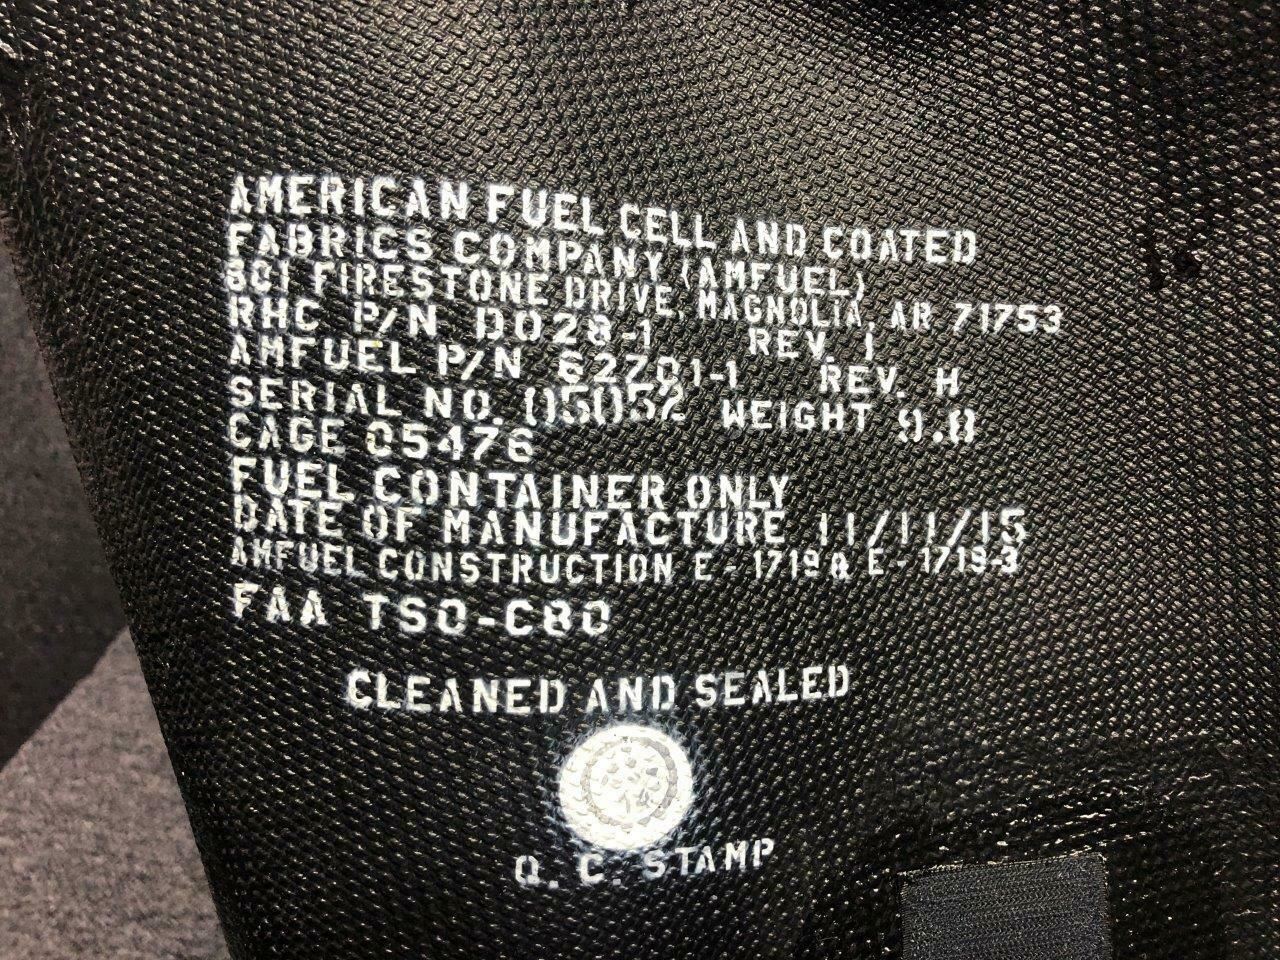 AMERICAN FUEL CELL AND COATED
FABRICS COMPANY (AMFUEL)
801 FIRESTONE DRIVE, MAGNOLIA, AR 71753
RHC P/N D028-1 REV. I
AMFUEL P/N 62701-1 REV. H
SERIAL NO. 05052 WEIGHT 9.8
CAGE 05476
FUEL CONTAINER ONLY
DATE OF MANUFACTURE 11/11/15
AMFUEL CONSTRUCTION E-1719 & E-1719-3
FAA TSO-C80
CLEANED AND SEALED
Q. C. STAMP